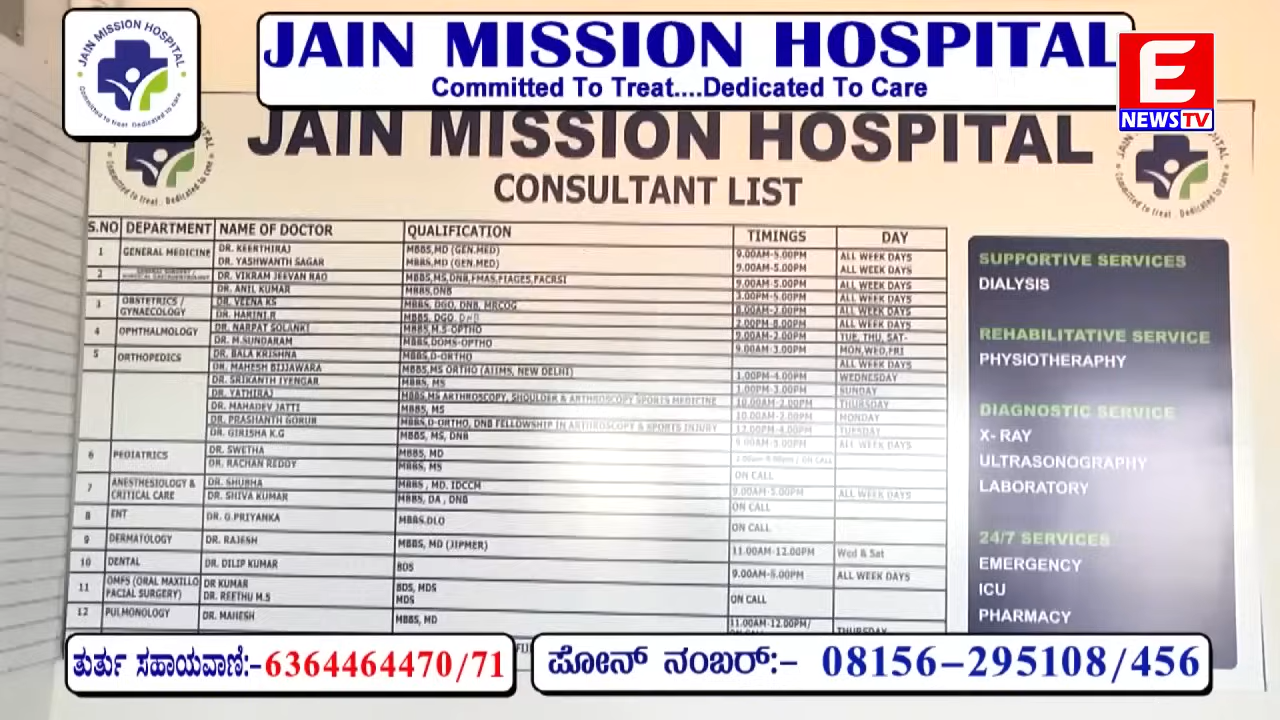 JAIN MISSION HOSPITAL
JAIN MISSION HOSPITAL
Committed to treat. Dedicated to care
Committed To Treat....Dedicated To Care
E
NEWS TV
JAIN MISSION HOSPITAL
CONSULTANT LIST
S.NO DEPARTMENT NAME OF DOCTOR QUALIFICATION TIMINGS DAY
1 GENERAL MEDICINE DR. KEERTHIRAJ MBBS,MD (GEN.MED) 9.00AM-5.00PM ALL WEEK DAYS
DR. YASHWANTH SAGAR MBBS,MD (GEN.MED) 9.00AM-5.00PM ALL WEEK DAYS
2 DR. VIKRAM JEEVAN RAO MBBS,MS,DNB,FMAS,FIAGES,FACRSI 9.00AM-5.00PM ALL WEEK DAYS
DR. ANIL KUMAR MBBS,DNB 3.00PM-5.00PM ALL WEEK DAYS
3 OBSTETRICS / GYNAECOLOGY DR. VEENA KS MBBS, DGO, DNB, MRCOG 8.00AM-2.00PM ALL WEEK DAYS
DR. HARINI.R MBBS, DGO, DNB 2.00PM-8.00PM ALL WEEK DAYS
4 OPHTHALMOLOGY DR. NARPAT SOLANKI MBBS,M.S-OPTHO 9.00AM-2.00PM TUE, THU, SAT-
DR. M.SUNDARAM MBBS,DOMS-OPTHO 9.00AM-3.00PM MON,WED,FRI
5 ORTHOPEDICS DR. BALA KRISHNA MBBS,D-ORTHO ALL WEEK DAYS
DR. MAHESH BIJJAWARA MBBS,MS ORTHO (AIIMS, NEW DELHI) 1.00PM-4.00PM WEDNESDAY
DR. SRIKANTH IYENGAR MBBS, MS 1.00PM-3.00PM SUNDAY
DR. YATHIRAJ MBBS,MS ARTHROSCOPY, SHOULDER & ARTHROSCOPY SPORTS MEDICINE 10.00AM-2.00PM THURSDAY
DR. MAHADEV JATTI MBBS, MS 10.00AM-2.00PM MONDAY
DR. PRASHANTH GORUR MBBS,D-ORTHO, DNB FELLOWSHIP IN ARTHROSCOPY & SPORTS INJURY 12.00PM-4.00PM TUESDAY
DR. GIRISHA K.G MBBS, MS, DNB 9.00AM-5.00PM ALL WEEK DAYS
6 PEDIATRICS DR. SWETHA MBBS, MD / ON CALL
DR. RACHAN REDDY MBBS, MS ON CALL
7 ANESTHESIOLOGY & CRITICAL CARE DR. SHUBHA MBBS , MD. IDCCM 9.00AM-5.00PM ALL WEEK DAYS
DR. SHIVA KUMAR MBBS, DA , DNB ON CALL
8 ENT DR. G.PRIYANKA MBBS.DLO ON CALL
9 DERMATOLOGY DR. RAJESH MBBS, MD (JIPMER) 11.00AM-12.00PM Wed & Sat
10 DENTAL DR. DILIP KUMAR BDS 9.00AM-5.00PM ALL WEEK DAYS
11 OMFS (ORAL MAXILLO FACIAL SURGERY) DR KUMAR BDS, MDS ON CALL
DR. REETHU M.S MDS
12 PULMONOLOGY DR. MAHESH MBBS, MD 11.00AM-12.00PM/ THURSDAY
SUPPORTIVE SERVICES
DIALYSIS
REHABILITATIVE SERVICE
PHYSIOTHERAPHY
DIAGNOSTIC SERVICE
X- RAY
ULTRASONOGRAPHY
LABORATORY
24/7 SERVICES
EMERGENCY
ICU
PHARMACY
ತುರ್ತು ಸಹಾಯವಾಣಿ:-6364464470/71
ಪೋನ್ ನಂಬರ್:- 08156-295108/456